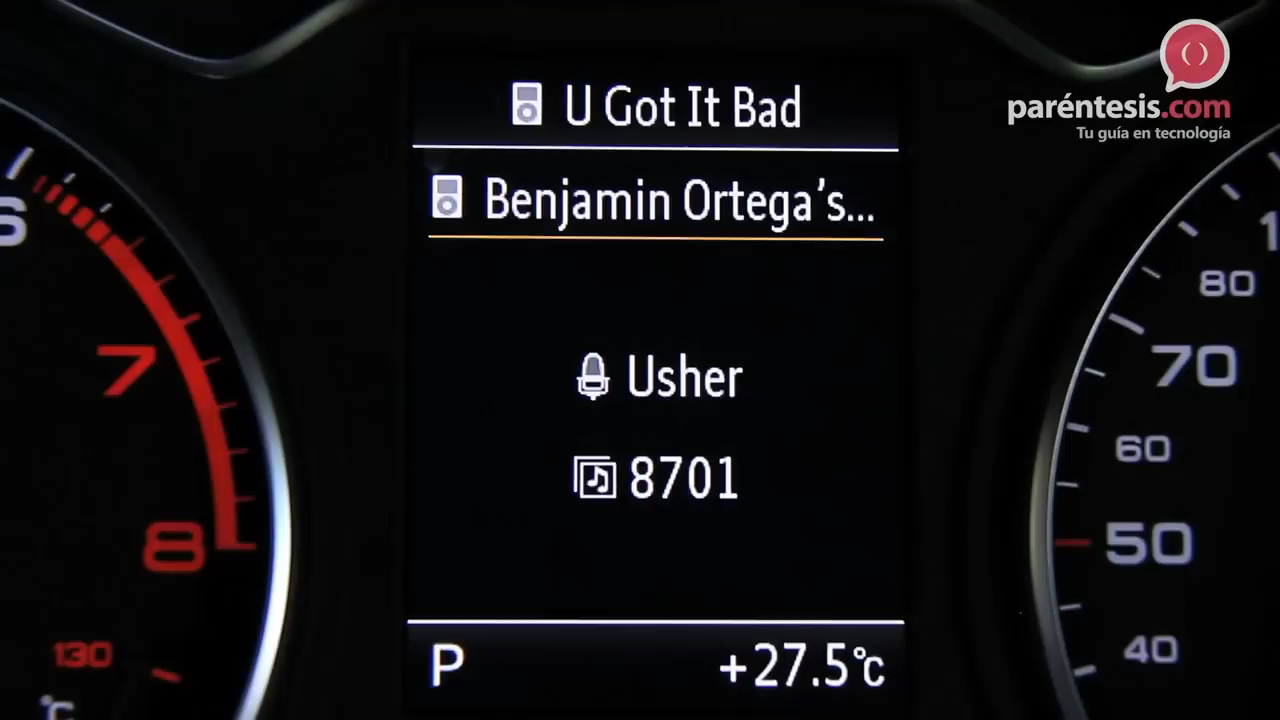 U Got It Bad
Benjamin Ortega's...
Usher
8701
P +27.5°C
6
7
8
130
°C
80
70
60
50
40
paréntesis.com
Tu guía en tecnología